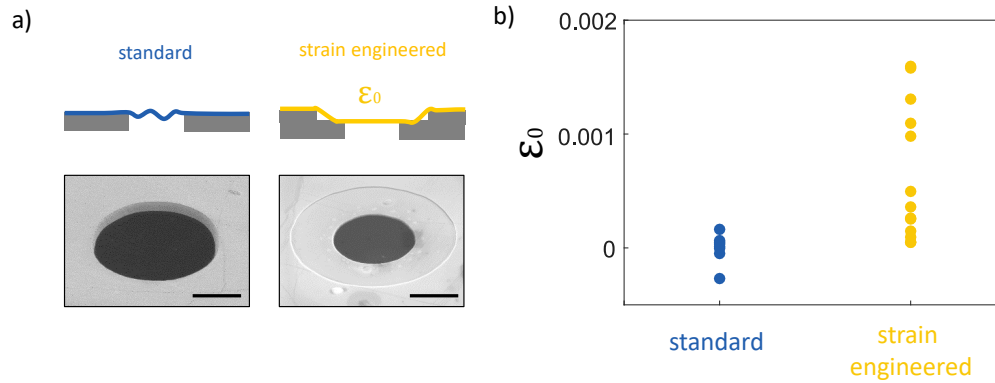 a)
standard
strain engineered
ε₀
b)
0.002
0.001
0
ε₀
standard
strain
engineered